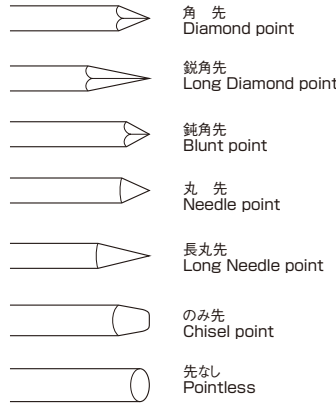 角　先
Diamond point
鋭角先
Long Diamond point
鈍角先
Blunt point
丸　先
Needle point
長丸先
Long Needle point
のみ先
Chisel point
先なし
Pointless